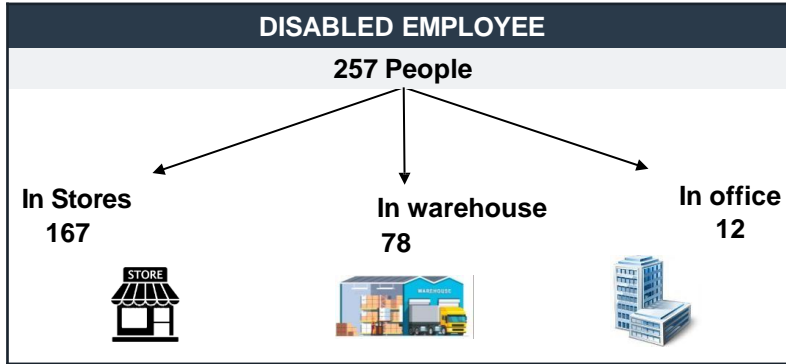 DISABLED EMPLOYEE
257 People
In Stores
167
In warehouse
78
In office
12
STORE
WAREHOUSE